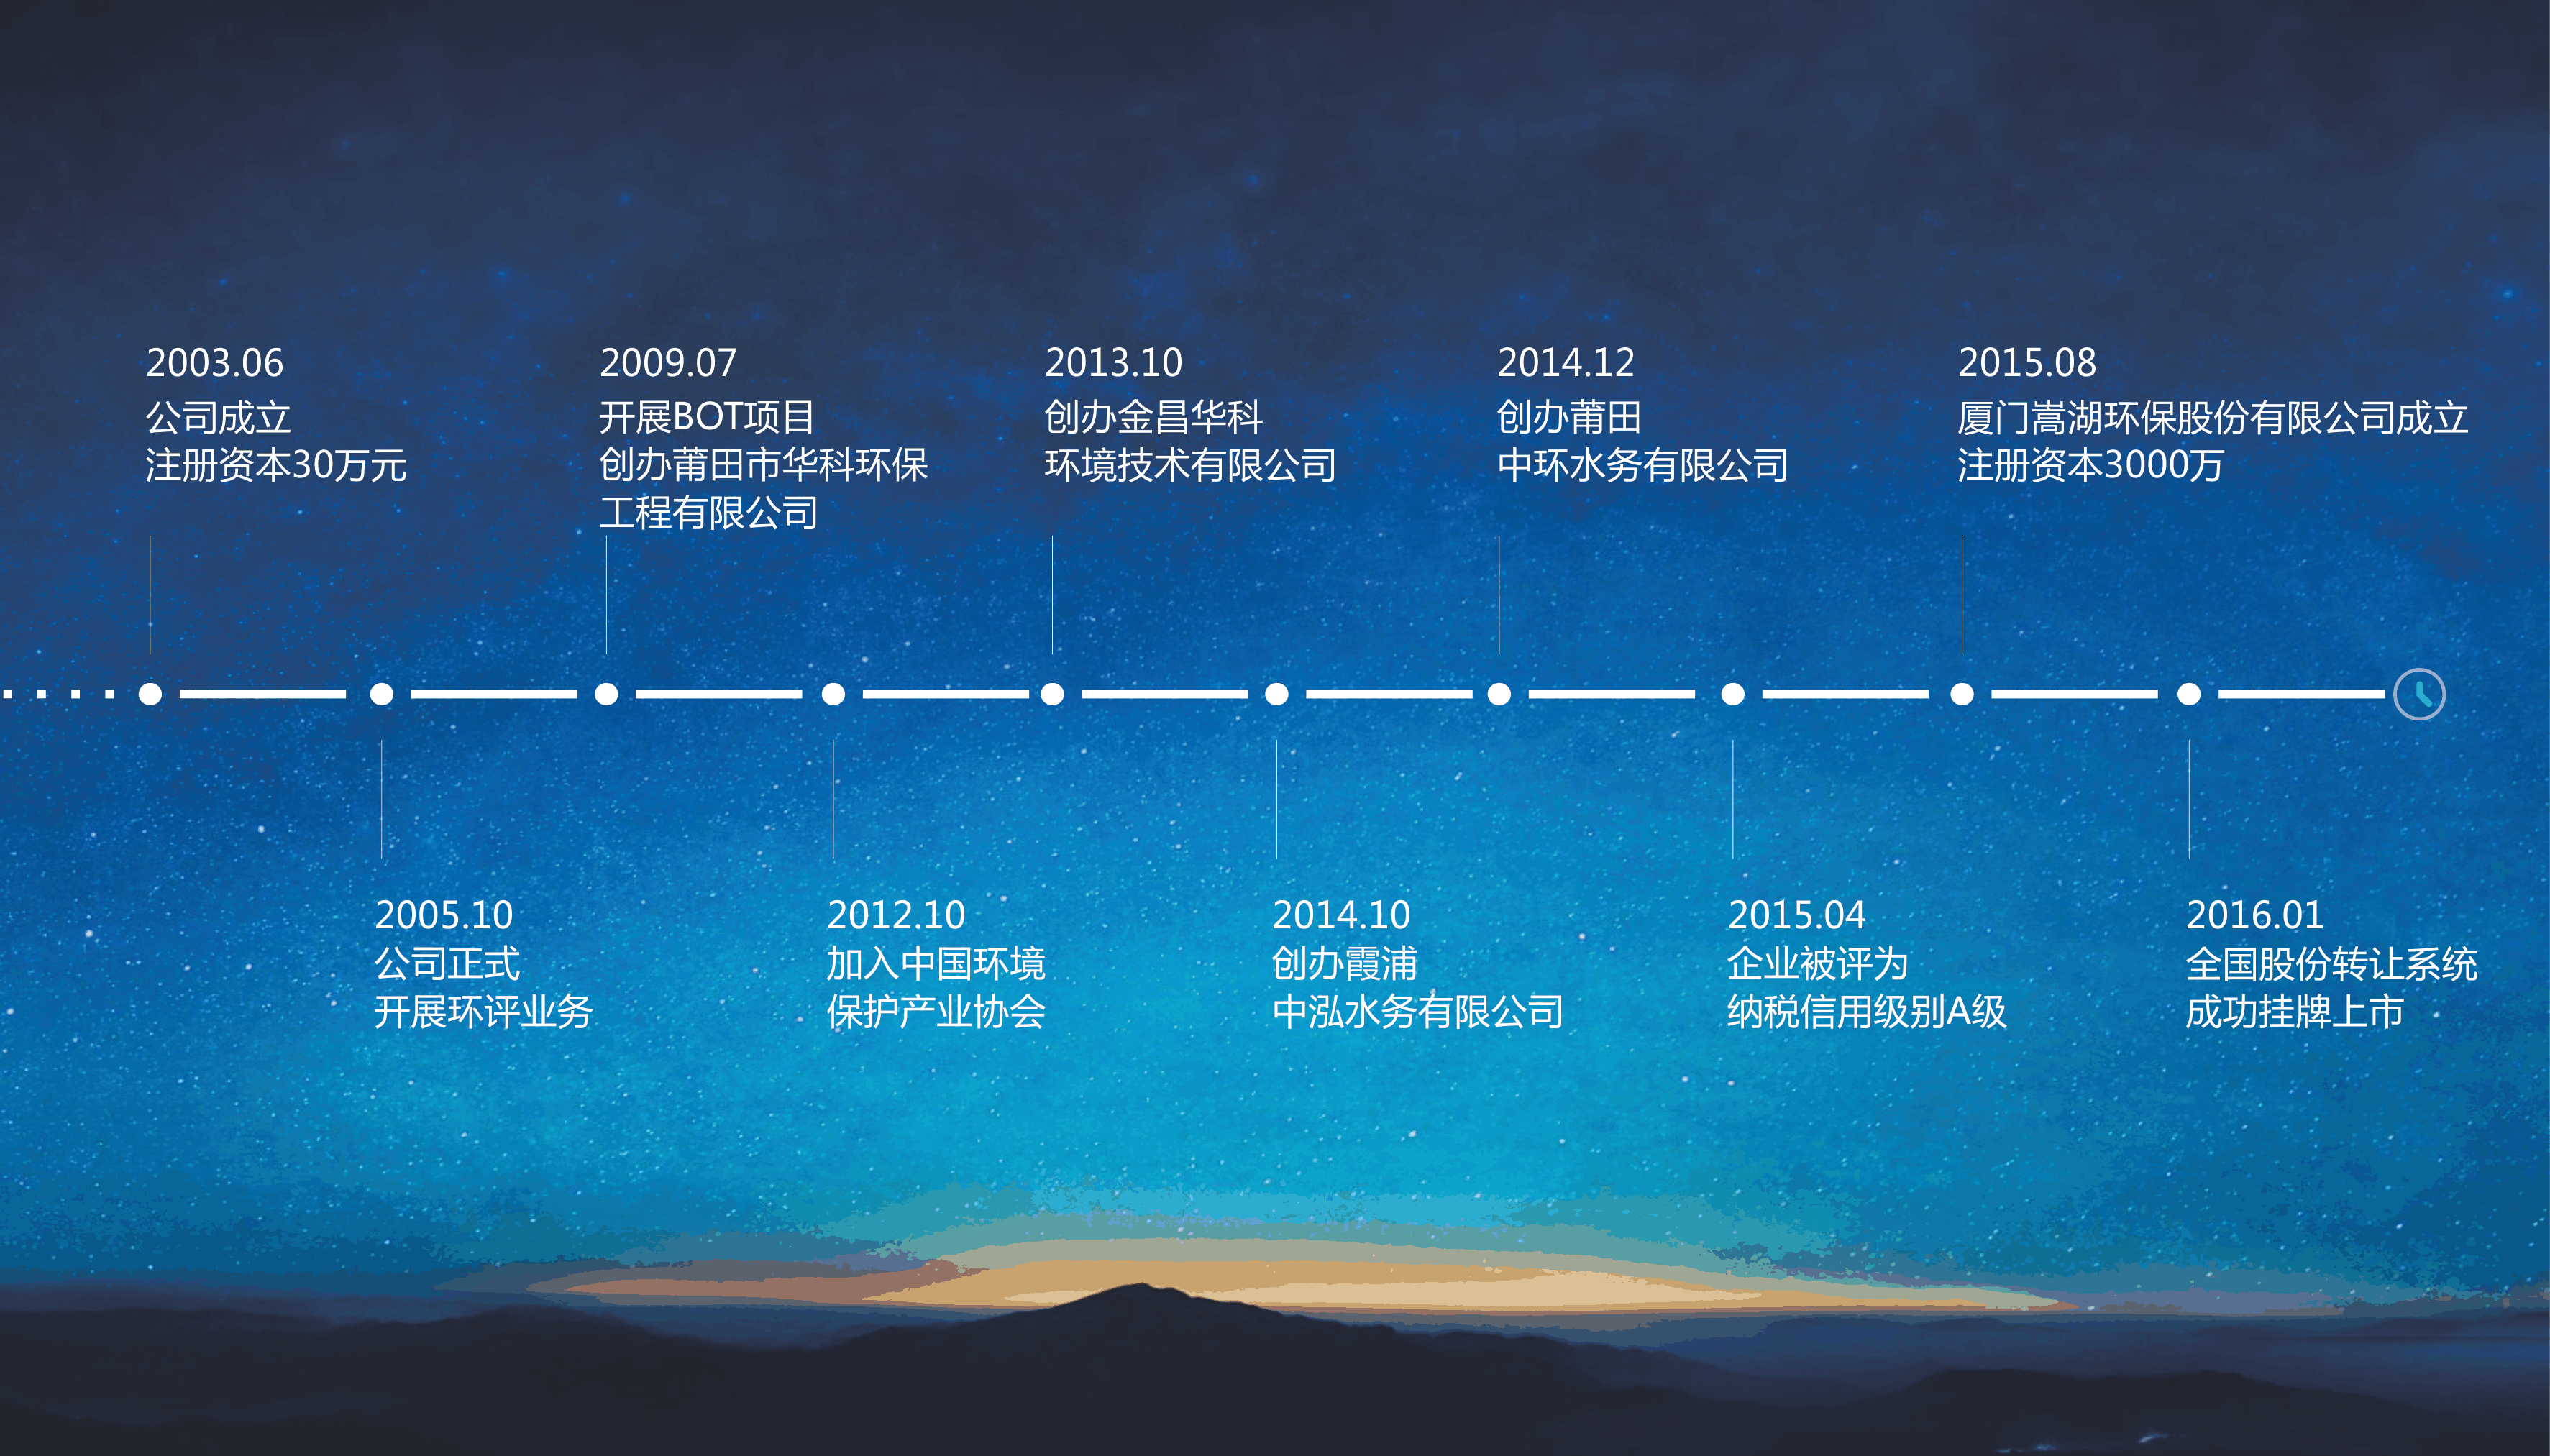 2003.06
公司成立
注册资本30万元
2005.10
公司正式
开展环评业务
2009.07
开展BOT项目
创办莆田市华科环保
工程有限公司
2012.10
加入中国环境
保护产业协会
2013.10
创办金昌华科
环境技术有限公司
2014.10
创办霞浦
中泓水务有限公司
2014.12
创办莆田
中环水务有限公司
2015.04
企业被评为
纳税信用级别A级
2015.08
厦门嵩湖环保股份有限公司成立
注册资本3000万
2016.01
全国股份转让系统
成功挂牌上市